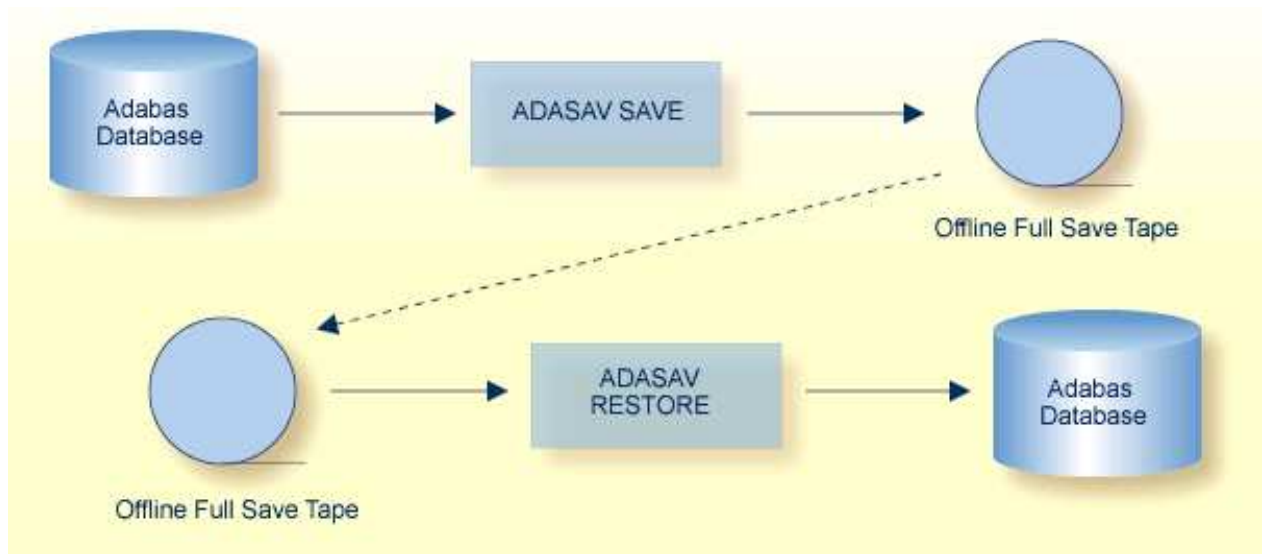 Adabas
Database
ADASAV SAVE
Offline Full Save Tape
Offline Full Save Tape
ADASAV
RESTORE
Adabas
Database